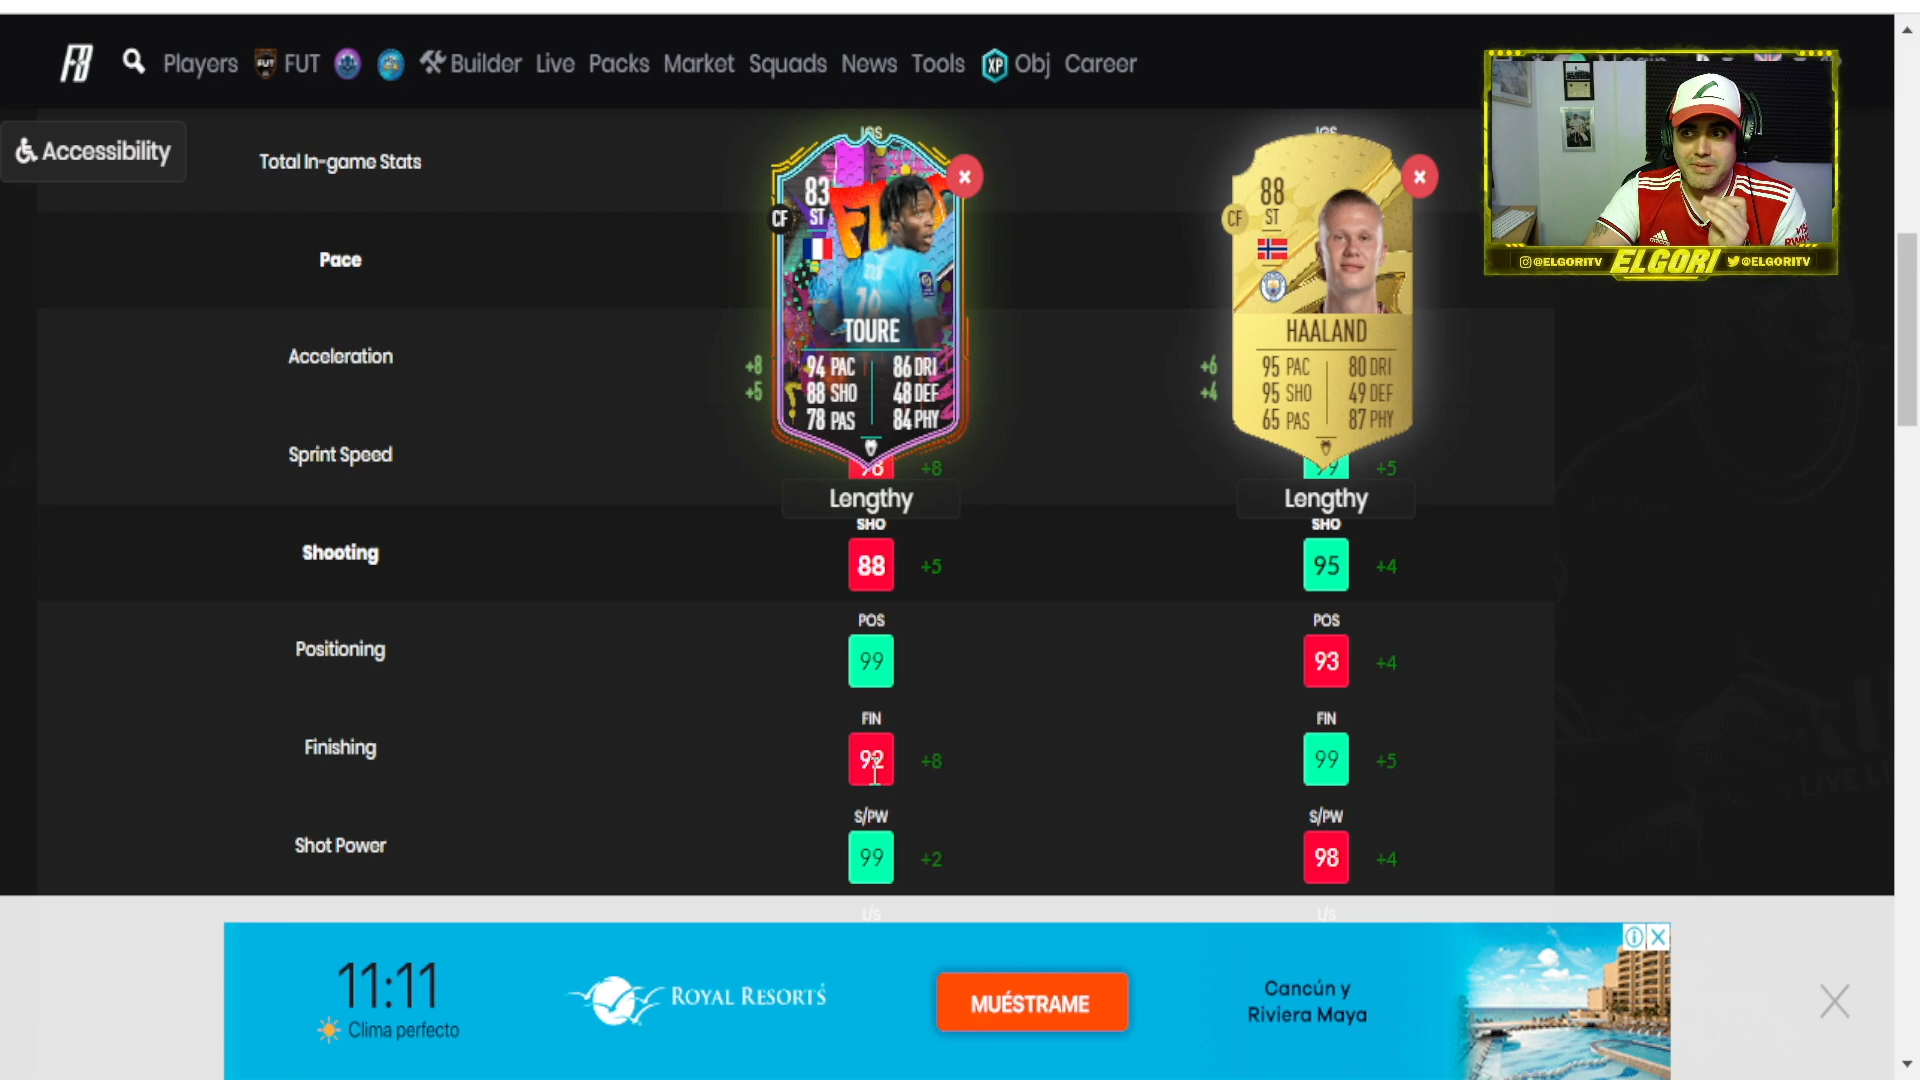 Players FUT FUT Builder Live Packs Market Squads News Tools XP Obj Career
Accessibility
Total In-game Stats
IGS
IGS
Pace
Acceleration
Sprint Speed
Shooting
Positioning
Finishing
Shot Power
83
ST
CF
TOURE
94 PAC 86 DRI
88 SHO 48 DEF
78 PAS 84 PHY
+8
+5
+8
Lengthy
88
ST
CF
HAALAND
95 PAC 80 DRI
95 SHO 49 DEF
65 PAS 87 PHY
+6
+4
+5
Lengthy
SHO SHO
88 +5 95 +4
POS POS
99 93 +4
FIN FIN
92 +8 99 +5
S/PW S/PW
99 +2 98 +4
L/S L/S
@ELGORITV ELGORI @ELGORITV
11:11
Clima perfecto
ROYAL RESORTS
MUÉSTRAME
Cancún y
Riviera Maya